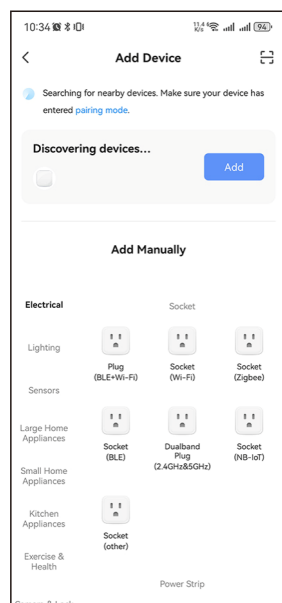 10:34
11.4
K/s
94
Add Device
Searching for nearby devices. Make sure your device has
entered pairing mode.
Discovering devices...
Add
Add Manually
Electrical
Socket
Lighting
Plug
(BLE+Wi-Fi)
Socket
(Wi-Fi)
Socket
(Zigbee)
Sensors
Large Home
Appliances
Socket
(BLE)
Dualband
Plug
(2.4GHz&5GHz)
Socket
(NB-IoT)
Small Home
Appliances
Kitchen
Appliances
Socket
(other)
Exercise &
Health
Power Strip